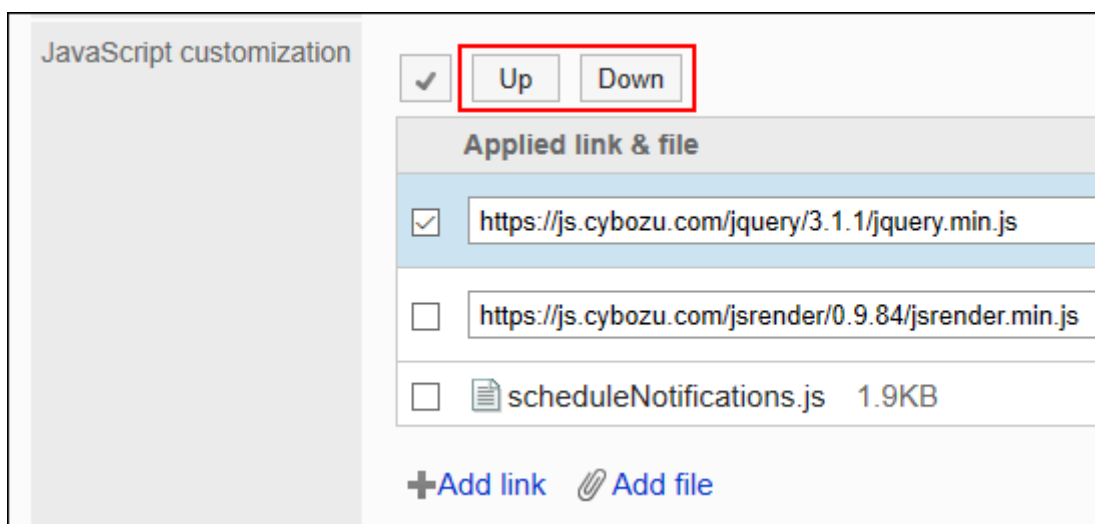 JavaScript customization
Up Down
Applied link & file
https://js.cybozu.com/jquery/3.1.1/jquery.min.js
https://js.cybozu.com/jsrender/0.9.84/jsrender.min.js
scheduleNotifications.js 1.9KB
Add link Add file